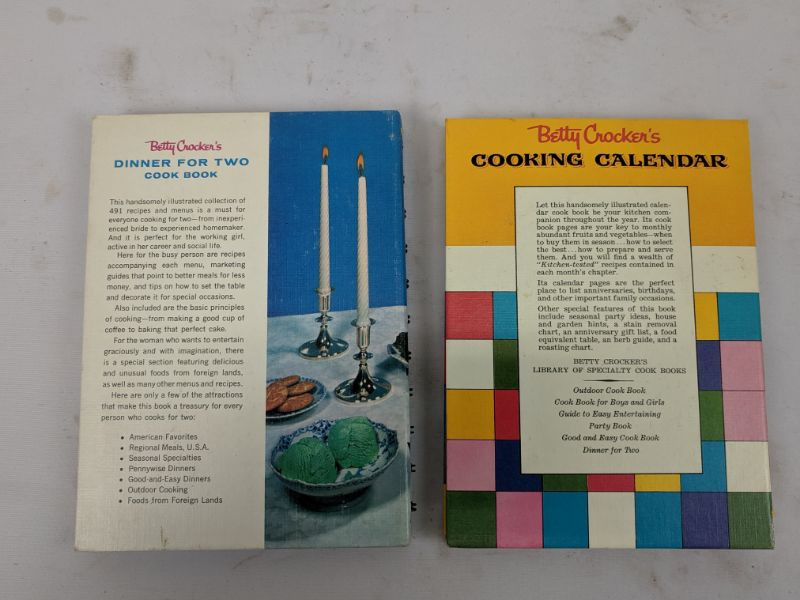 Betty Crocker's
DINNER FOR TWO
COOK BOOK
This handsomely illustrated collection of
491 recipes and menus is a must for
everyone cooking for two—from inexperi-
enced bride to experienced homemaker.
And it is perfect for the working girl,
active in her career and social life.
Here for the busy person are recipes
accompanying each menu, marketing
guides that point to better meals for less
money, and tips on how to set the table
and decorate it for special occasions.
Also included are the basic principles
of cooking—from making a good cup of
coffee to baking that perfect cake.
For the woman who wants to entertain
graciously and with imagination, there
is a special section featuring delicious
and unusual foods from foreign lands,
as well as many other menus and recipes.
Here are only a few of the attractions
that make this book a treasury for every
person who cooks for two:
• American Favorites
• Regional Meals, U.S.A.
• Seasonal Specialties
• Pennywise Dinners
• Good-and-Easy Dinners
• Outdoor Cooking
• Foods from Foreign Lands
Betty Crocker's
COOKING CALENDAR
Let this handsomely illustrated calen-
dar cook book be your kitchen com-
panion throughout the year. Its cook
book pages are your key to monthly
abundant fruits and vegetables—when
to buy them in season . . . how to select
the best . . . how to prepare and serve
them. And you will find a wealth of
"Kitchen-tested" recipes contained in
each month's chapter.
Its calendar pages are the perfect
place to list anniversaries, birthdays,
and other important family occasions.
Other special features of this book
include seasonal party ideas, house
and garden hints, a stain removal
chart, an anniversary gift list, a food
equivalent table, an herb guide, and a
roasting chart.
BETTY CROCKER'S
LIBRARY OF SPECIALTY COOK BOOKS
Outdoor Cook Book
Cook Book for Boys and Girls
Guide to Easy Entertaining
Party Book
Good and Easy Cook Book
Dinner for Two